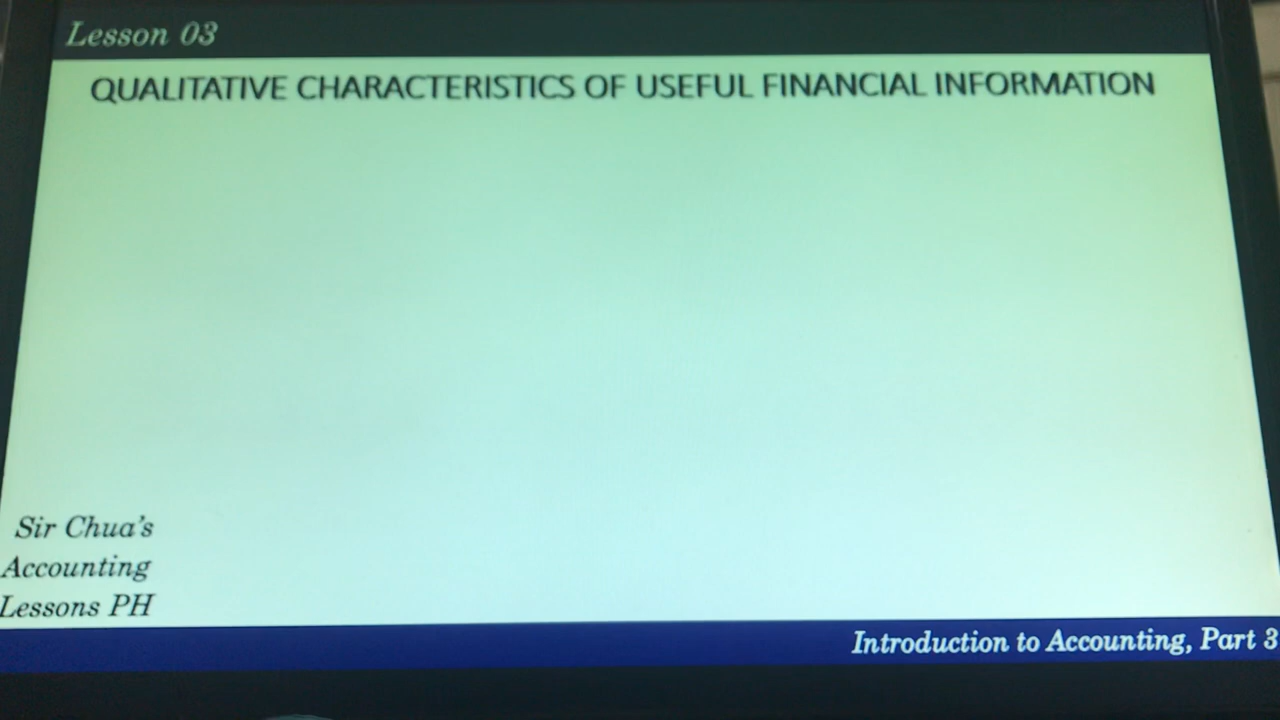 Lesson 03
QUALITATIVE CHARACTERISTICS OF USEFUL FINANCIAL INFORMATION
Sir Chua's
Accounting
Lessons PH
Introduction to Accounting, Part 3